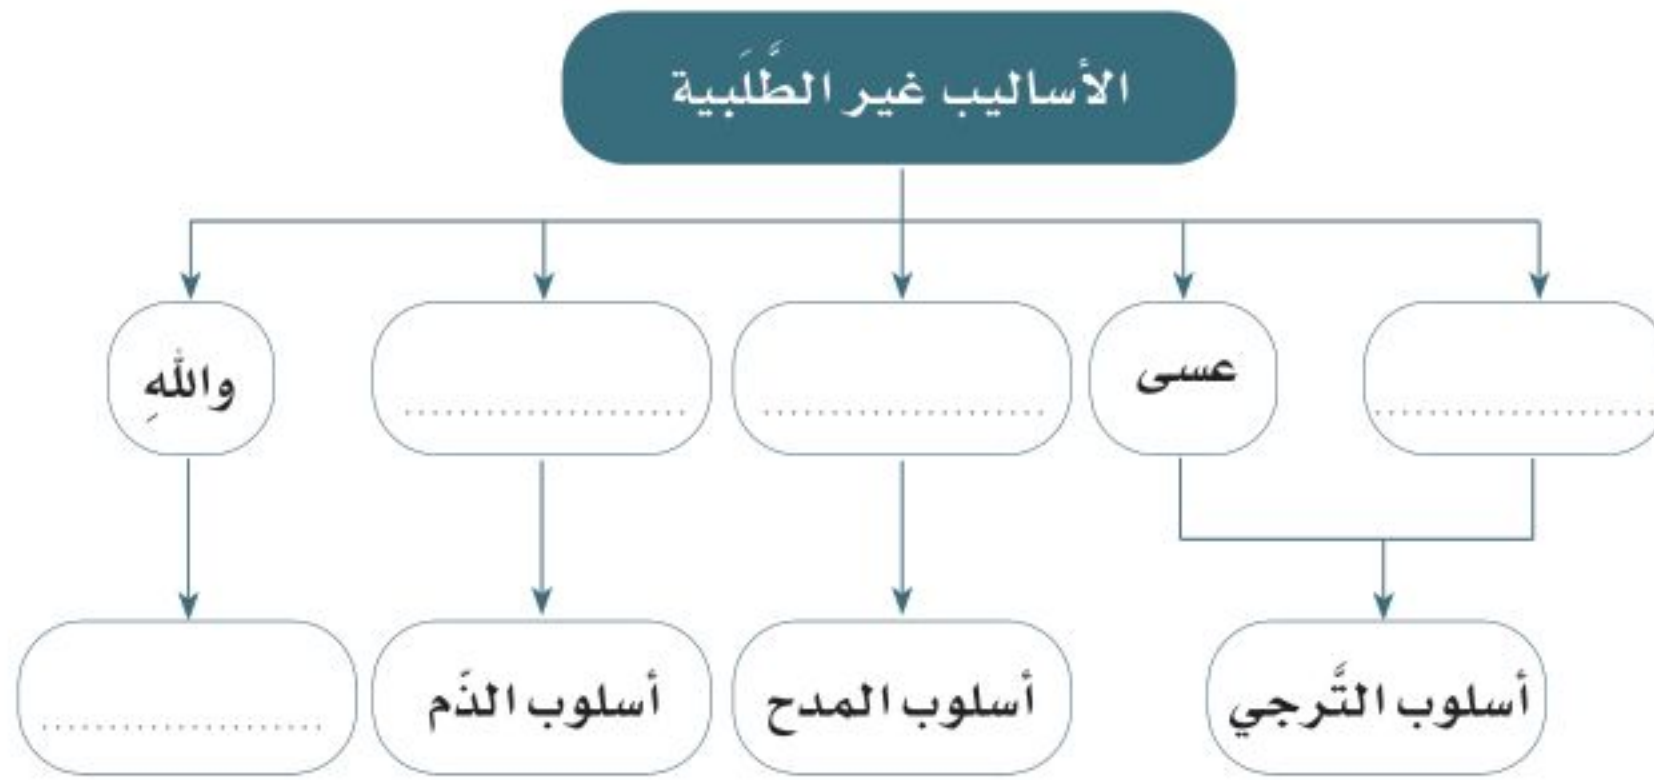 الأساليب غير الطَّلَبية
عسى
واللهِ
أسلوب التَّرجي
أسلوب المدح
أسلوب الذَم